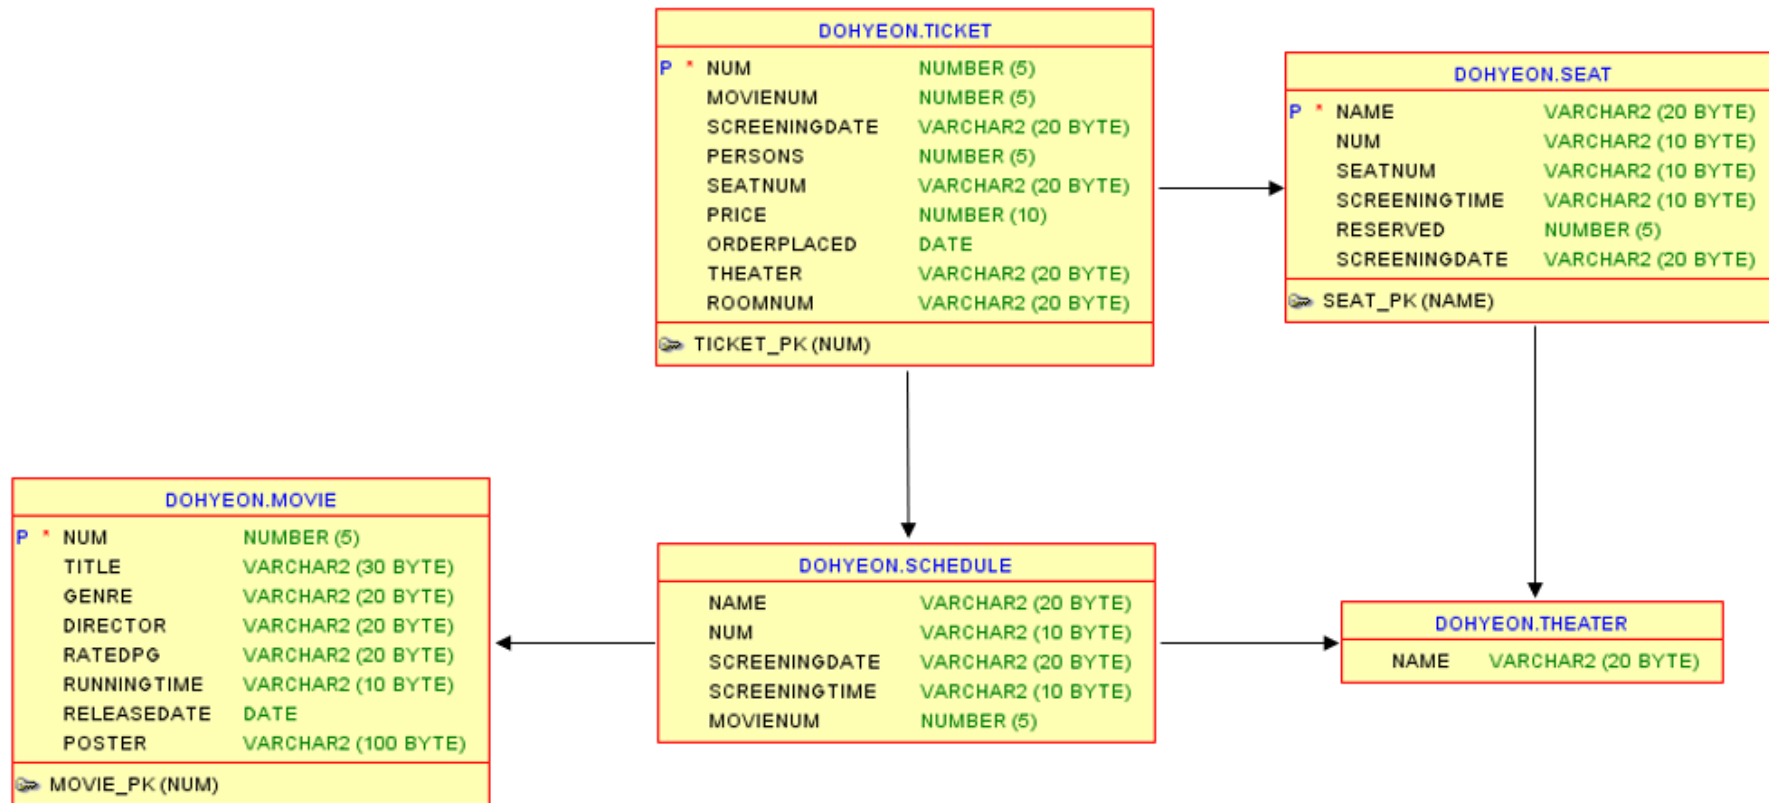 DOHYEON.TICKET
P * NUM NUMBER (5)
MOVIENUM NUMBER (5)
SCREENINGDATE VARCHAR2 (20 BYTE)
PERSONS NUMBER (5)
SEATNUM VARCHAR2 (20 BYTE)
PRICE NUMBER (10)
ORDERPLACED DATE
THEATER VARCHAR2 (20 BYTE)
ROOMNUM VARCHAR2 (20 BYTE)
TICKET_PK (NUM)
DOHYEON.SEAT
P * NAME VARCHAR2 (20 BYTE)
NUM VARCHAR2 (10 BYTE)
SEATNUM VARCHAR2 (10 BYTE)
SCREENINGTIME VARCHAR2 (10 BYTE)
RESERVED NUMBER (5)
SCREENINGDATE VARCHAR2 (20 BYTE)
SEAT_PK (NAME)
DOHYEON.MOVIE
P * NUM NUMBER (5)
TITLE VARCHAR2 (30 BYTE)
GENRE VARCHAR2 (20 BYTE)
DIRECTOR VARCHAR2 (20 BYTE)
RATEDPG VARCHAR2 (20 BYTE)
RUNNINGTIME VARCHAR2 (10 BYTE)
RELEASEDATE DATE
POSTER VARCHAR2 (100 BYTE)
MOVIE_PK (NUM)
DOHYEON.SCHEDULE
NAME VARCHAR2 (20 BYTE)
NUM VARCHAR2 (10 BYTE)
SCREENINGDATE VARCHAR2 (20 BYTE)
SCREENINGTIME VARCHAR2 (10 BYTE)
MOVIENUM NUMBER (5)
DOHYEON.THEATER
NAME VARCHAR2 (20 BYTE)